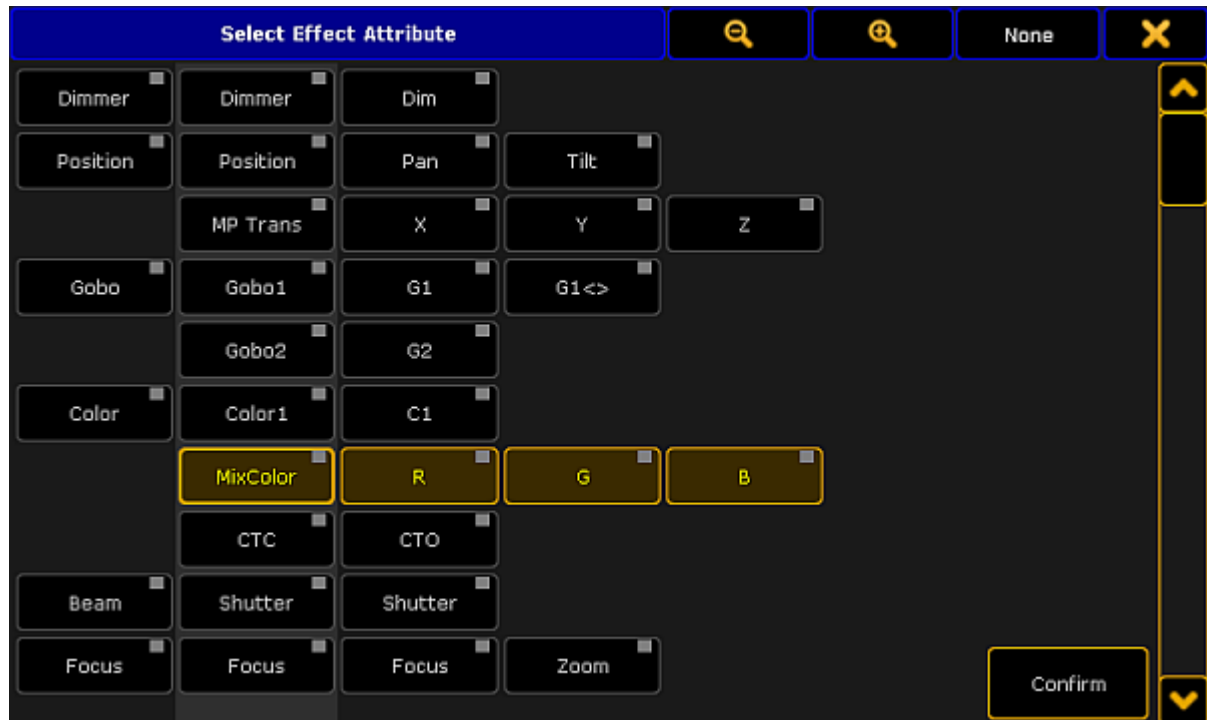 Select Effect Attribute None
Dimmer Dimmer Dim
Position Position Pan Tilt
MP Trans X Y Z
Gobo Gobo1 G1 G1<>
Gobo2 G2
Color Color1 C1
MixColor R G B
CTC CTO
Beam Shutter Shutter
Focus Focus Focus Zoom
Confirm